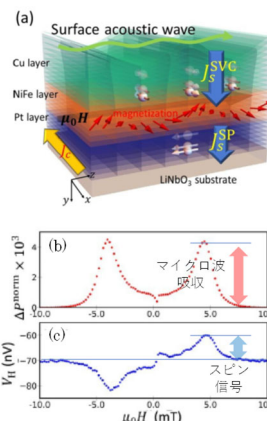 (a)
Surface acoustic wave
Cu layer
NiFe layer
Pt layer
μ₀H
magnetization
J_s^SVC
J_s^SP
J_c
z
y
x
LiNbO₃ substrate
(b)
ΔP^norm × 10³
4
2
0
マイクロ波
吸収
(c)
V_H (nV)
-60
-70
-80
スピン
信号
-10.0 -5.0 0.0 5.0 10.0
μ₀H (mT)